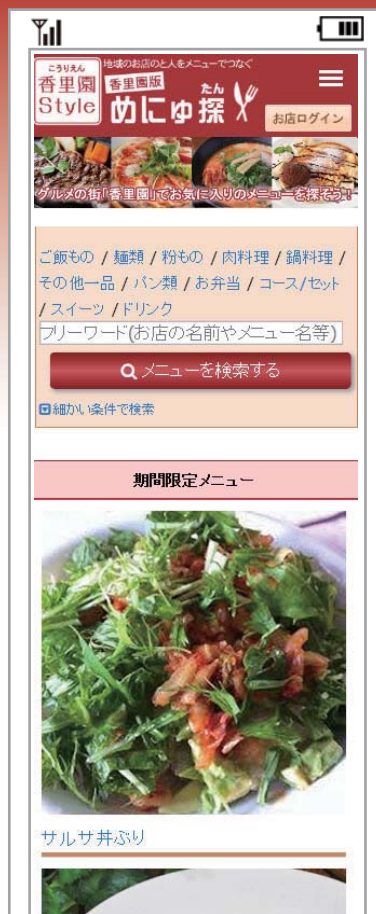 こうりえん
香里園
Style
地域のお店のと人をメニューでつなぐ
香里園版
たん
めにゅ探
お店ログイン
グルメの街「香里園」でお気に入りのメニューを探そう!
ご飯もの / 麺類 / 粉もの / 肉料理 / 鍋料理 /
その他一品 / パン類 / お弁当 / コース/セット
/ スイーツ / ドリンク
フリーワード(お店の名前やメニュー名等)
メニューを検索する
細かい条件で検索
期間限定メニュー
サルサ丼ぶり